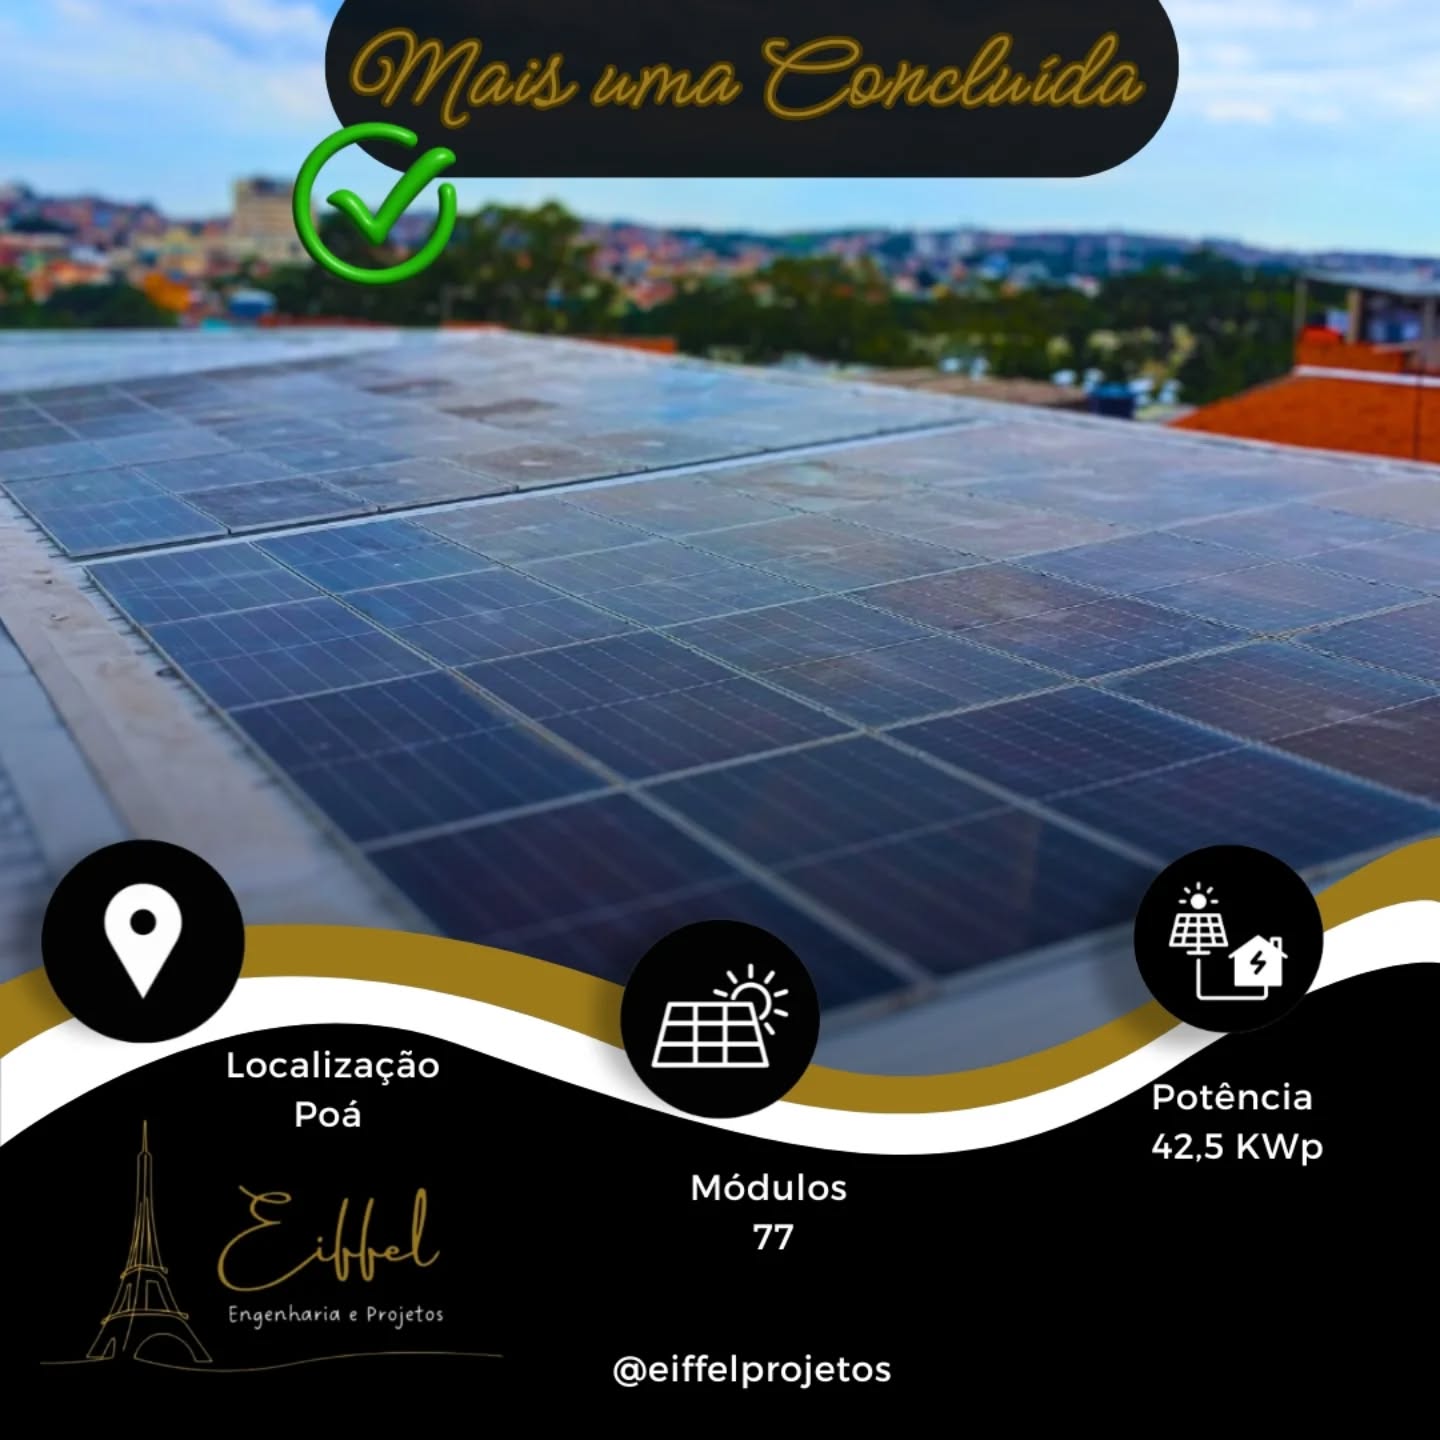 Mais uma Concluída
Localização
Poá
Módulos
77
Potência
42,5 KWp
Eiffel
Engenharia e Projetos
@eiffelprojetos